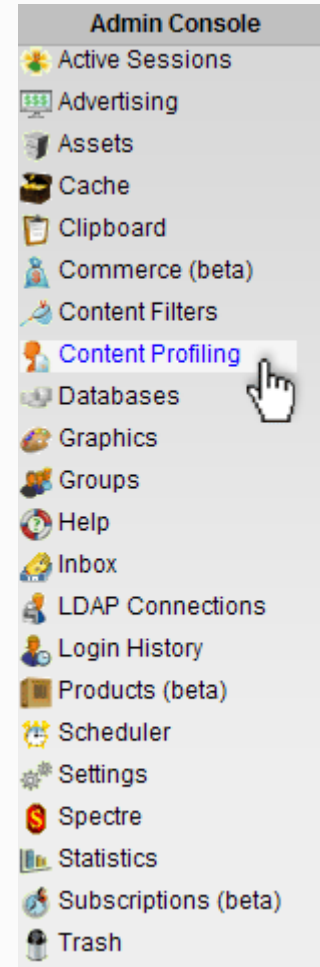 Admin Console
Active Sessions
Advertising
Assets
Cache
Clipboard
Commerce (beta)
Content Filters
Content Profiling
Databases
Graphics
Groups
Help
Inbox
LDAP Connections
Login History
Products (beta)
Scheduler
Settings
Spectre
Statistics
Subscriptions (beta)
Trash